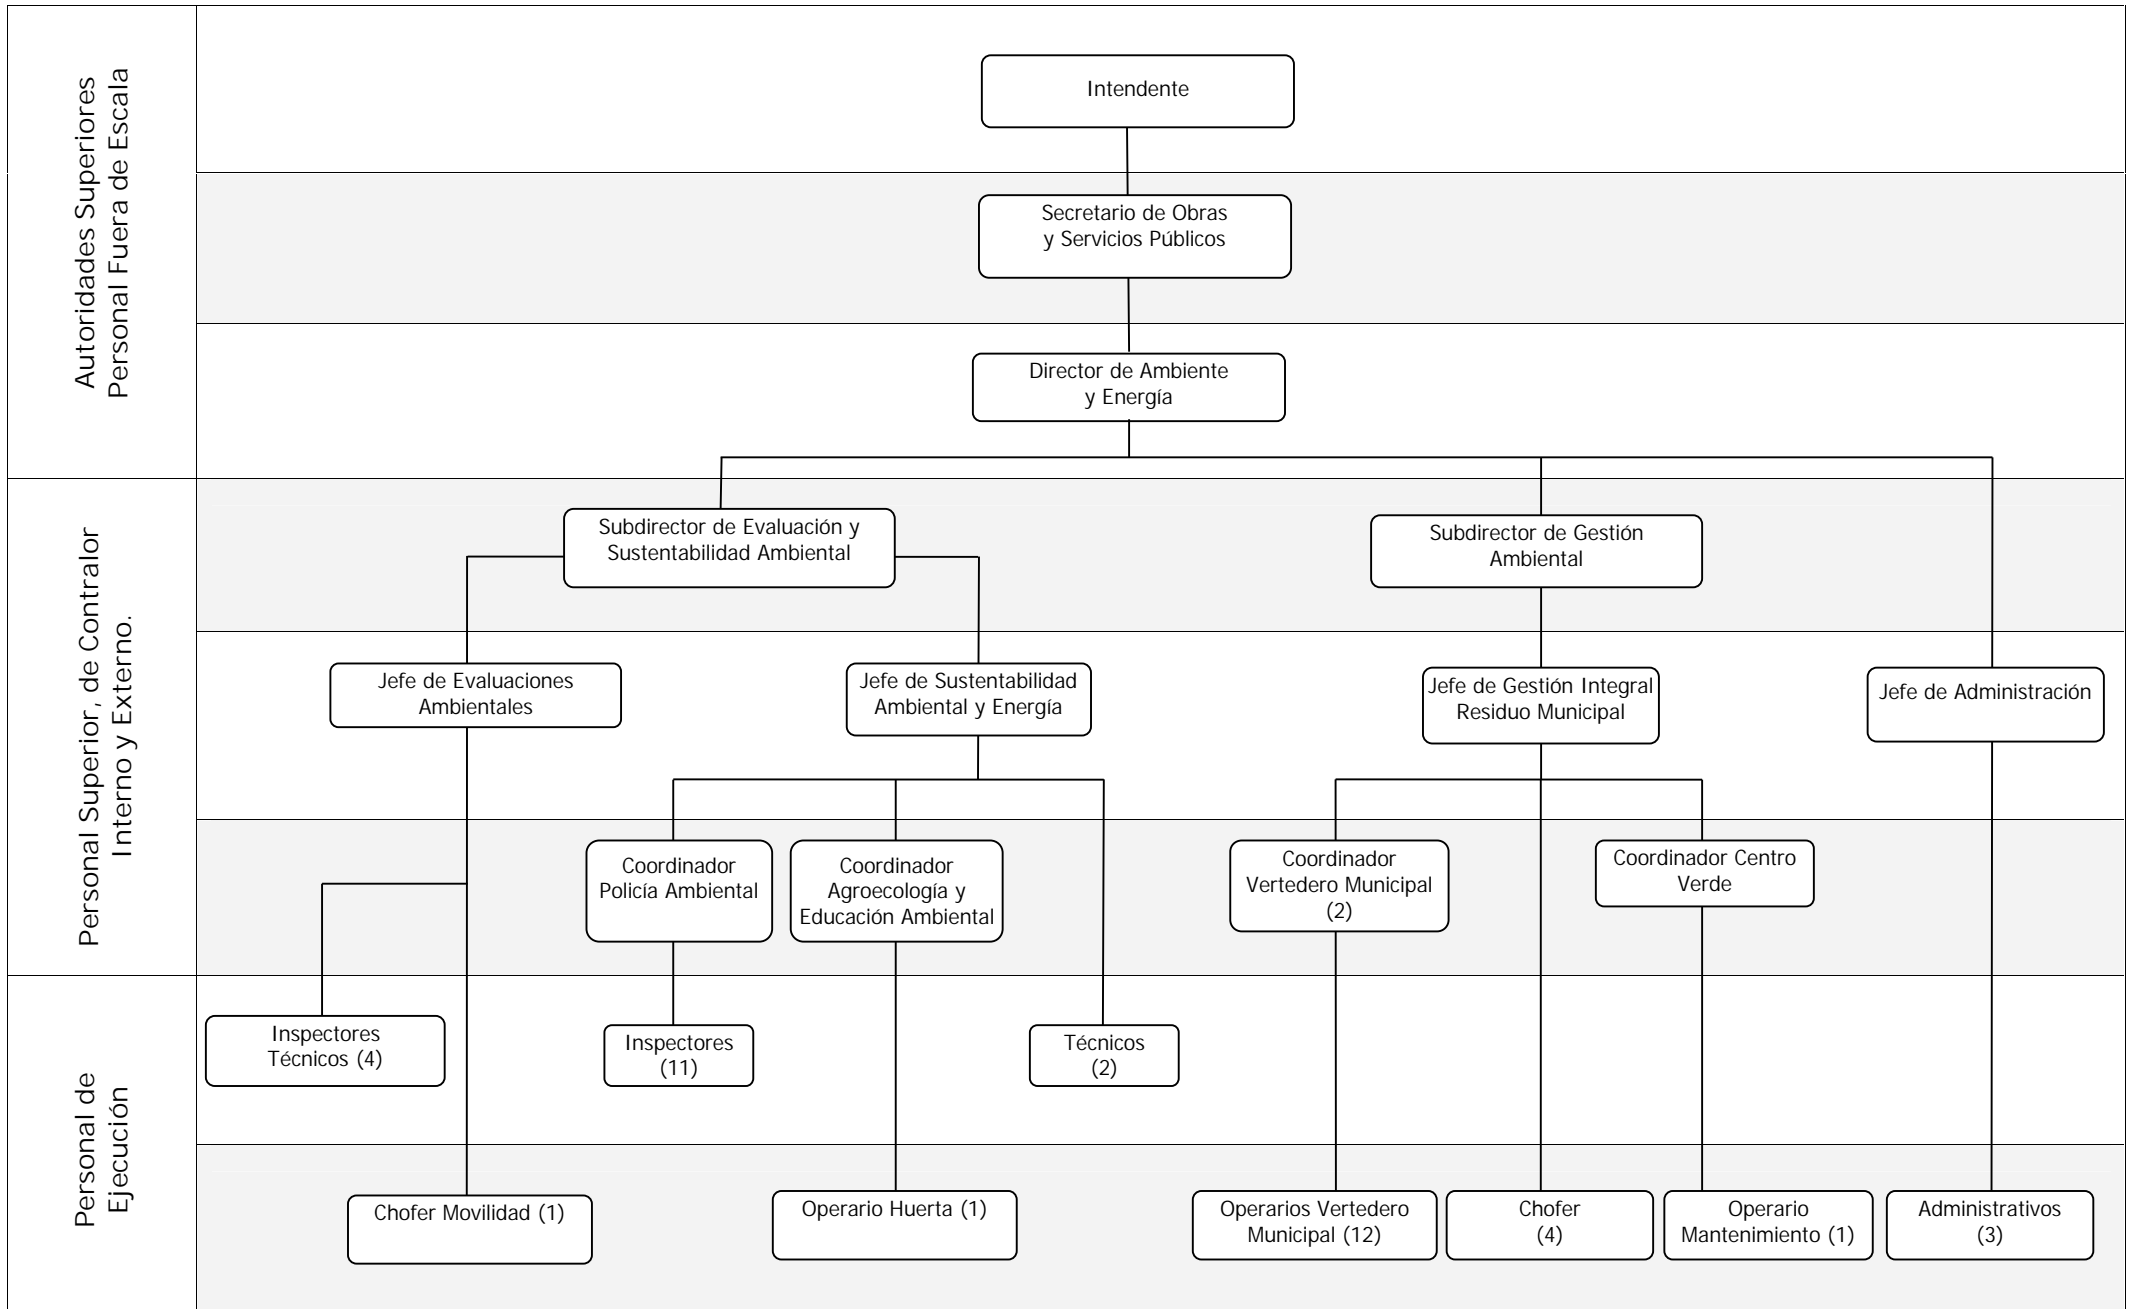 Autoridades Superiores
Personal Fuera de Escala
Intendente
Secretario de Obras
y Servicios Públicos
Director de Ambiente
y Energía
Personal Superior, de Contralor
Interno y Externo.
Subdirector de Evaluación y
Sustentabilidad Ambiental
Subdirector de Gestión
Ambiental
Jefe de Evaluaciones
Ambientales
Jefe de Sustentabilidad
Ambiental y Energía
Jefe de Gestión Integral
Residuo Municipal
Jefe de Administración
Coordinador
Policía Ambiental
Coordinador
Agroecología y
Educación Ambiental
Coordinador
Vertedero Municipal
(2)
Coordinador Centro
Verde
Personal de
Ejecución
Inspectores
Técnicos (4)
Inspectores
(11)
Técnicos
(2)
Chofer Movilidad (1)
Operario Huerta (1)
Operarios Vertedero
Municipal (12)
Chofer
(4)
Operario
Mantenimiento (1)
Administrativos
(3)